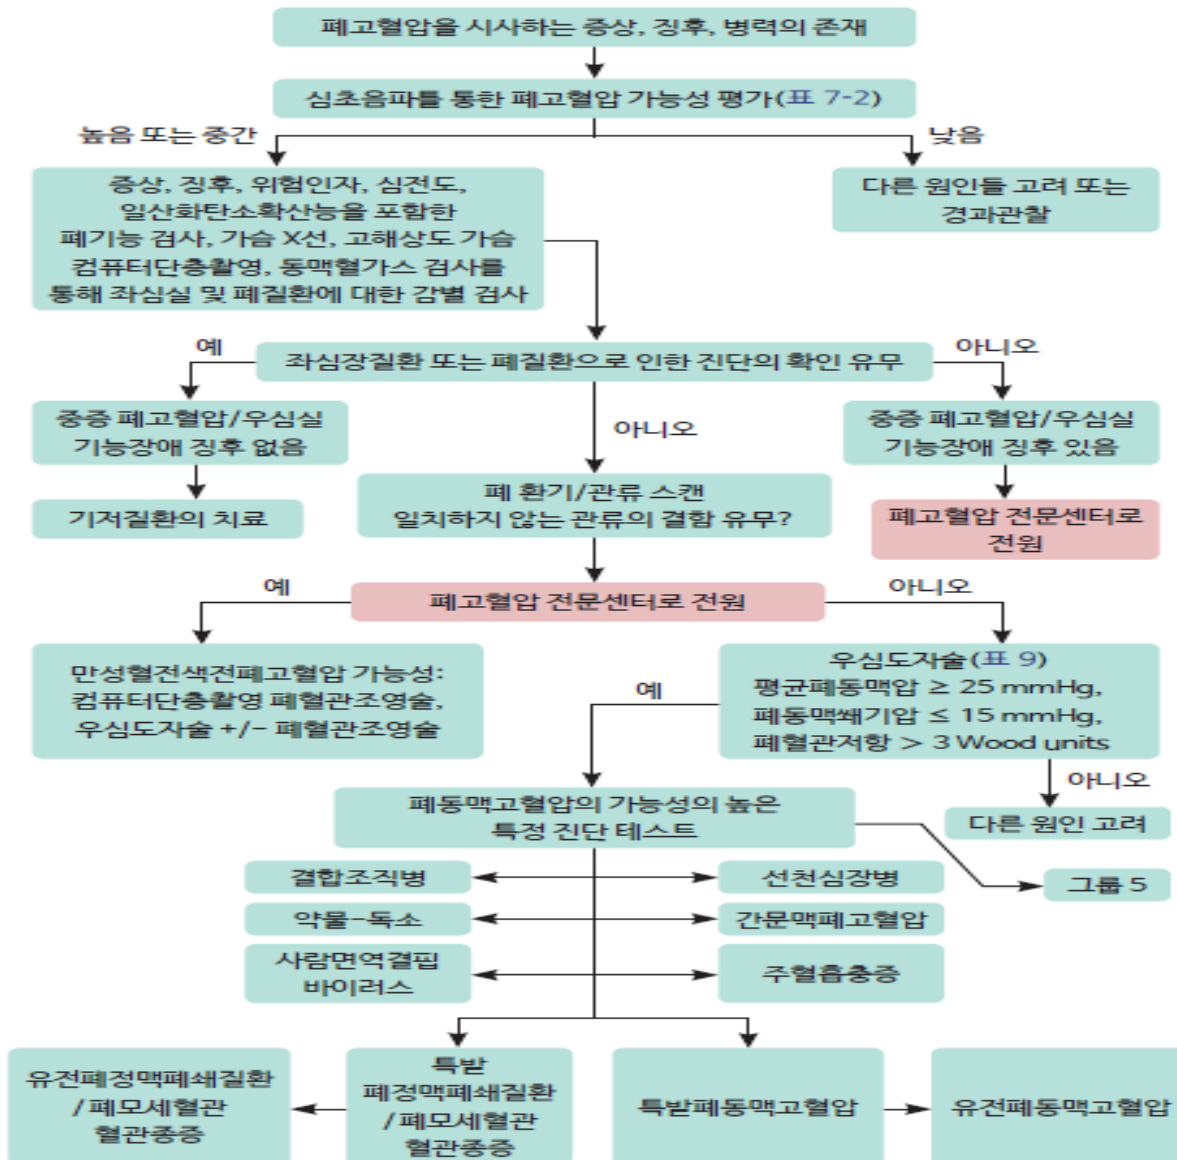 폐고혈압을 시사하는 증상, 징후, 병력의 존재
심초음파를 통한 폐고혈압 가능성 평가(표 7-2)
높음 또는 중간
낮음
증상, 징후, 위험인자, 심전도,
일산화탄소확산능을 포함한
폐기능 검사, 가슴 X선, 고해상도 가슴
컴퓨터단층촬영, 동맥혈가스 검사를
통해 좌심실 및 폐질환에 대한 감별 검사
다른 원인들 고려 또는
경과관찰
예
좌심장질환 또는 폐질환으로 인한 진단의 확인 유무
아니오
중증 폐고혈압/우심실
기능장애 징후 없음
아니오
중증 폐고혈압/우심실
기능장애 징후 있음
기저질환의 치료
폐 환기/관류 스캔
일치하지 않는 관류의 결함 유무?
폐고혈압 전문센터로
전원
예
폐고혈압 전문센터로 전원
아니오
만성혈전색전폐고혈압 가능성:
컴퓨터단층촬영 폐혈관조영술,
우심도자술 +/- 폐혈관조영술
예
우심도자술(표 9)
평균폐동맥압 ≥ 25 mmHg,
폐동맥쐐기압 ≤ 15 mmHg,
폐혈관저항 > 3 Wood units
아니오
폐동맥고혈압의 가능성의 높은
특정 진단 테스트
다른 원인 고려
결합조직병
선천심장병
그룹 5
약물-독소
간문맥폐고혈압
사람면역결핍
바이러스
주혈흡충증
유전폐정맥폐쇄질환
/폐모세혈관
혈관종증
특발
폐정맥폐쇄질환
/폐모세혈관
혈관종증
특발폐동맥고혈압
유전폐동맥고혈압